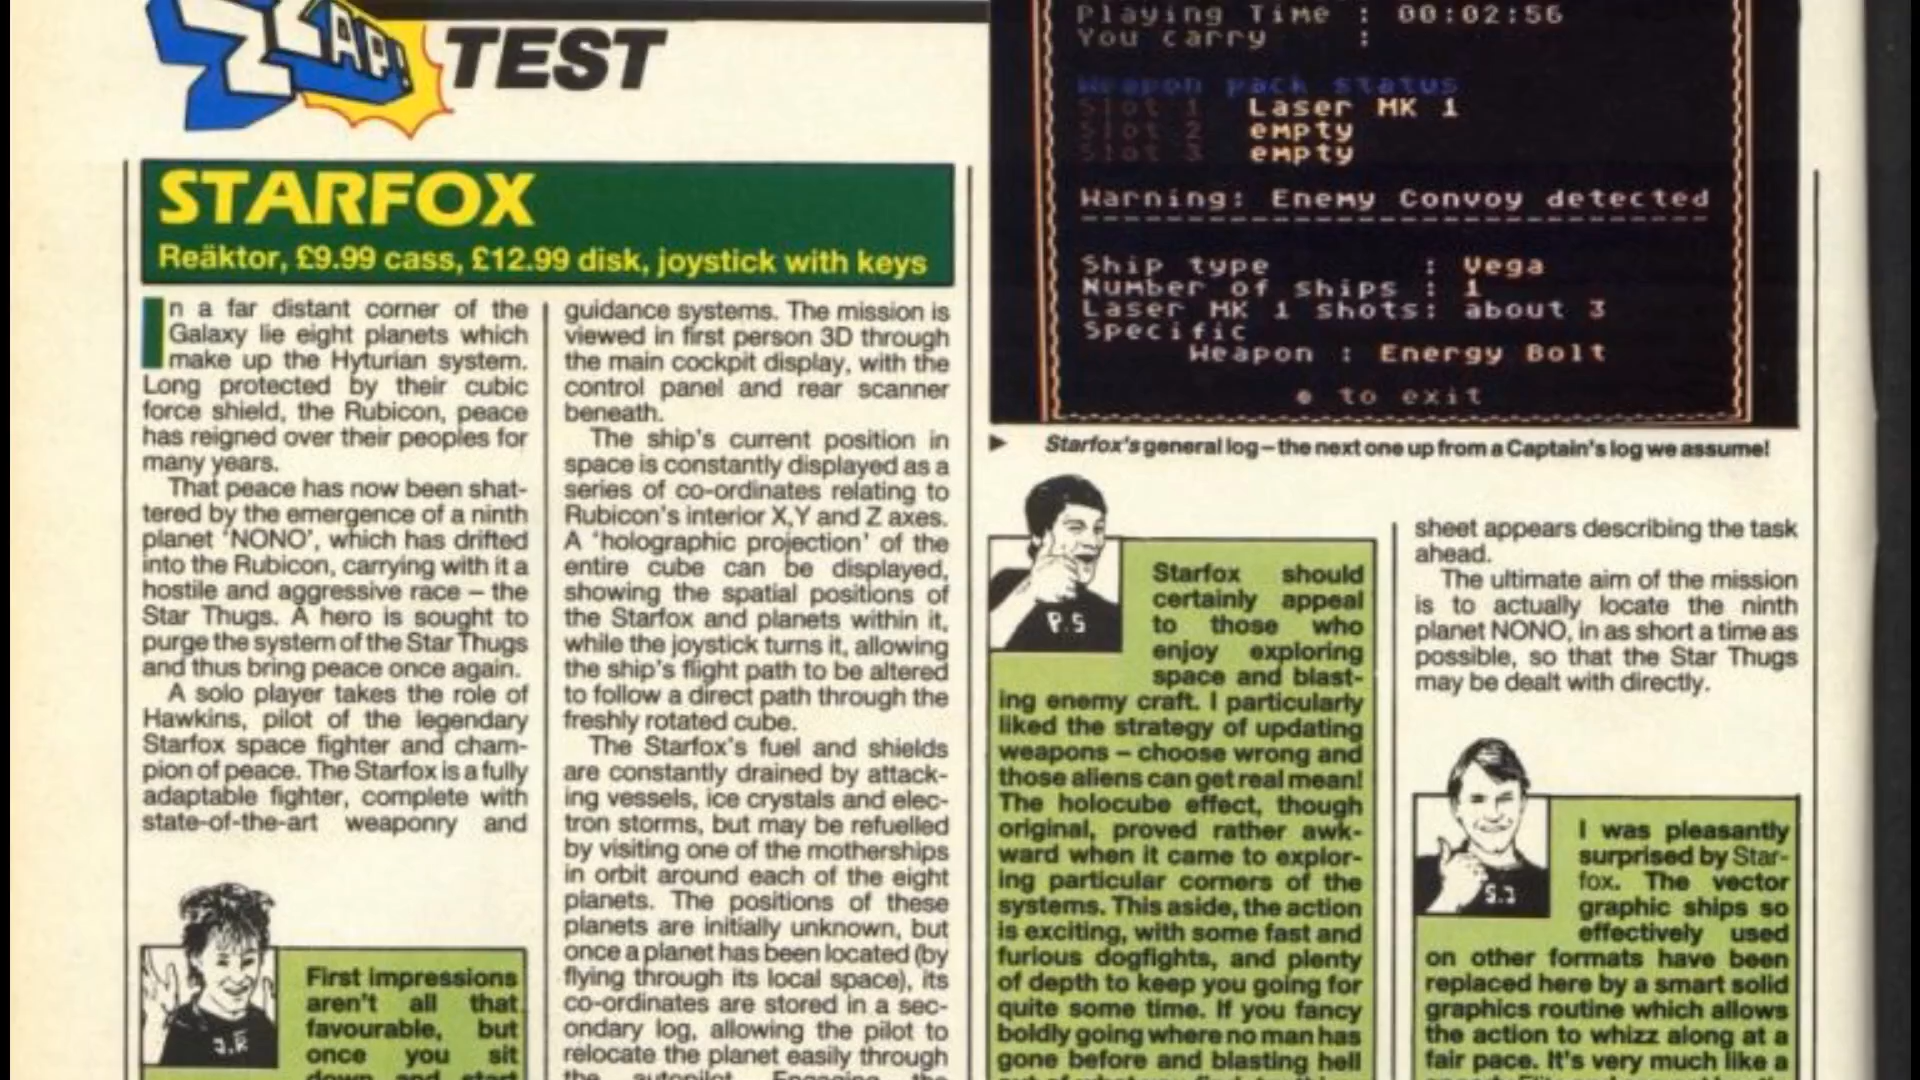 ZZAP!
TEST
STARFOX
Reäktor, £9.99 cass, £12.99 disk, joystick with keys
In a far distant corner of the
Galaxy lie eight planets which
make up the Hyturian system.
Long protected by their cubic
force shield, the Rubicon, peace
has reigned over their peoples for
many years.
That peace has now been shat-
tered by the emergence of a ninth
planet 'NONO', which has drifted
into the Rubicon, carrying with it a
hostile and aggressive race – the
Star Thugs. A hero is sought to
purge the system of the Star Thugs
and thus bring peace once again.
A solo player takes the role of
Hawkins, pilot of the legendary
Starfox space fighter and cham-
pion of peace. The Starfox is a fully
adaptable fighter, complete with
state-of-the-art weaponry and
J.R
First impressions
aren't all that
favourable, but
once you sit
down and start
guidance systems. The mission is
viewed in first person 3D through
the main cockpit display, with the
control panel and rear scanner
beneath.
The ship's current position in
space is constantly displayed as a
series of co-ordinates relating to
Rubicon's interior X,Y and Z axes.
A 'holographic projection' of the
entire cube can be displayed,
showing the spatial positions of
the Starfox and planets within it,
while the joystick turns it, allowing
the ship's flight path to be altered
to follow a direct path through the
freshly rotated cube.
The Starfox's fuel and shields
are constantly drained by attack-
ing vessels, ice crystals and elec-
tron storms, but may be refuelled
by visiting one of the motherships
in orbit around each of the eight
planets. The positions of these
planets are initially unknown, but
once a planet has been located (by
flying through its local space), its
co-ordinates are stored in a sec-
ondary log, allowing the pilot to
relocate the planet easily through
the autopilot. Engaging the
Playing Time : 00:02:56
You carry :
Weapon pack status
Slot 1 Laser MK 1
Slot 2 empty
Slot 3 empty
Warning: Enemy Convoy detected
Ship type : Vega
Number of ships : 1
Laser MK 1 shots: about 3
Specific
Weapon : Energy Bolt
to exit
Starfox's general log – the next one up from a Captain's log we assume!
P.S
Starfox should
certainly appeal
to those who
enjoy exploring
space and blast-
ing enemy craft. I particularly
liked the strategy of updating
weapons – choose wrong and
those aliens can get real mean!
The holocube effect, though
original, proved rather awk-
ward when it came to explor-
ing particular corners of the
systems. This aside, the action
is exciting, with some fast and
furious dogfights, and plenty
of depth to keep you going for
quite some time. If you fancy
boldly going where no man has
gone before and blasting hell
sheet appears describing the task
ahead.
The ultimate aim of the mission
is to actually locate the ninth
planet NONO, in as short a time as
possible, so that the Star Thugs
may be dealt with directly.
S.J
I was pleasantly
surprised by Star-
fox. The vector
graphic ships so
effectively used
on other formats have been
replaced here by a smart solid
graphics routine which allows
the action to whizz along at a
fair pace. It's very much like a